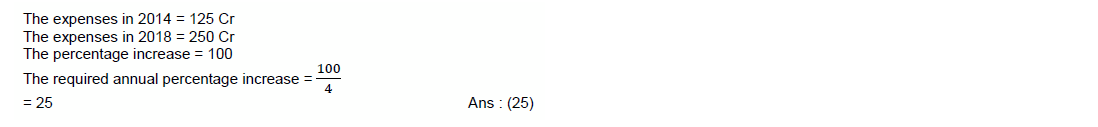 The expenses in 2014 = 125 Cr
The expenses in 2018 = 250 Cr
The percentage increase = 100
The required annual percentage increase = 100/4
= 25 Ans : (25)